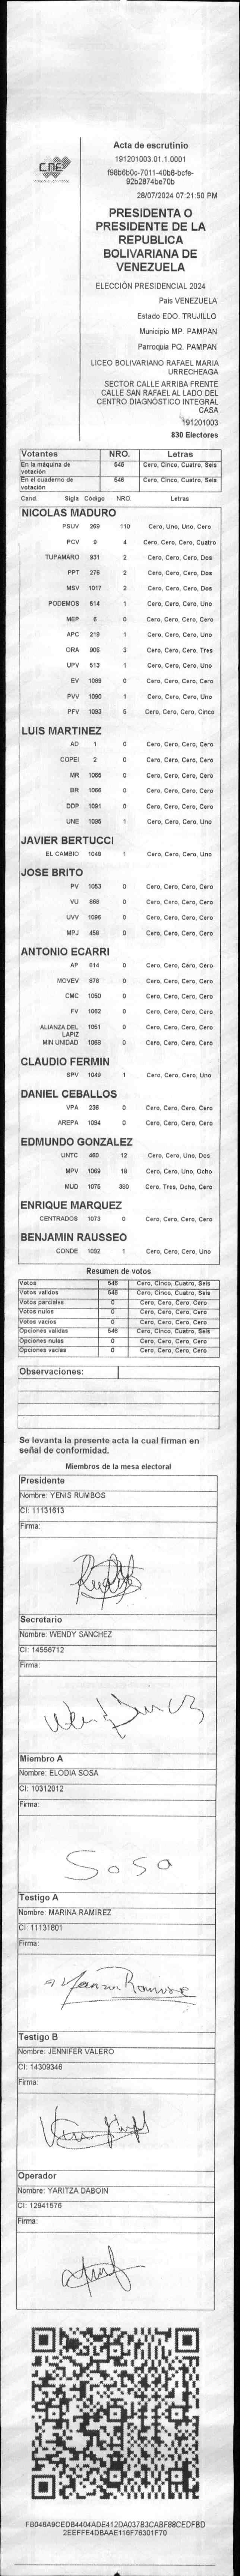 Acta de escrutinio
191201003.01.1.0001
CNE
28/07/2024 07:21:50 PM
PRESIDENTA O
PRESIDENTE DE LA
REPUBLICA
BOLIVARIANA DE
VENEZUELA
ELECCIÓN PRESIDENCIAL 2024
País VENEZUELA
Estado EDO. TRUJILLO
Municipio MP. PAMPAN
Parroquia PQ. PAMPAN
LICEO BOLIVARIANO RAFAEL MARIA
URRECHEAGA
SECTOR CALLE ARRIBA FRENTE
CALLE SAN RAFAEL AL LADO DEL
CENTRO DIAGNÓSTICO INTEGRAL
CASA
191201003
830 Electores
Votantes NRO. Letras
En la máquina de votación 546 Cero, Cinco, Cuatro, Seis
En el cuaderno de votación 546 Cero, Cinco, Cuatro, Seis
Cand. Sigla Código NRO. Letras
NICOLAS MADURO
PSUV 269 110 Cero, Uno, Uno, Cero
PCV 9 4 Cero, Cero, Cero, Cuatro
TUPAMARO 931 2 Cero, Cero, Cero, Dos
PPT 276 2 Cero, Cero, Cero, Dos
MSV 1017 2 Cero, Cero, Cero, Dos
PODEMOS 514 1 Cero, Cero, Cero, Uno
MEP 6 0 Cero, Cero, Cero, Cero
APC 219 1 Cero, Cero, Cero, Uno
ORA 906 3 Cero, Cero, Cero, Tres
UPV 513 1 Cero, Cero, Cero, Uno
EV 1089 0 Cero, Cero, Cero, Cero
PVV 1090 1 Cero, Cero, Cero, Uno
PFV 1093 5 Cero, Cero, Cero, Cinco
LUIS MARTINEZ
AD 1 0 Cero, Cero, Cero, Cero
COPEI 2 0 Cero, Cero, Cero, Cero
MR 1065 0 Cero, Cero, Cero, Cero
BR 1066 0 Cero, Cero, Cero, Cero
DDP 1091 0 Cero, Cero, Cero, Cero
UNE 1095 1 Cero, Cero, Cero, Uno
JAVIER BERTUCCI
EL CAMBIO 1048 1 Cero, Cero, Cero, Uno
JOSE BRITO
PV 1053 0 Cero, Cero, Cero, Cero
VU 868 0 Cero, Cero, Cero, Cero
UVV 1096 0 Cero, Cero, Cero, Cero
MPJ 458 0 Cero, Cero, Cero, Cero
ANTONIO ECARRI
AP 814 0 Cero, Cero, Cero, Cero
MOVEV 878 0 Cero, Cero, Cero, Cero
CMC 1050 0 Cero, Cero, Cero, Cero
FV 1062 0 Cero, Cero, Cero, Cero
ALIANZA DEL LAPIZ 1051 0 Cero, Cero, Cero, Cero
MIN UNIDAD 1088 0 Cero, Cero, Cero, Cero
CLAUDIO FERMIN
SPV 1049 1 Cero, Cero, Cero, Uno
DANIEL CEBALLOS
VPA 236 0 Cero, Cero, Cero, Cero
AREPA 1094 0 Cero, Cero, Cero, Cero
EDMUNDO GONZALEZ
UNTC 460 12 Cero, Cero, Uno, Dos
MPV 1069 18 Cero, Cero, Uno, Ocho
MUD 1075 380 Cero, Tres, Ocho, Cero
ENRIQUE MARQUEZ
CENTRADOS 1073 0 Cero, Cero, Cero, Cero
BENJAMIN RAUSSEO
CONDE 1092 1 Cero, Cero, Cero, Uno
Resumen de votos
Votos 546 Cero, Cinco, Cuatro, Seis
Votos validos 546 Cero, Cinco, Cuatro, Seis
Votos parciales 0 Cero, Cero, Cero, Cero
Votos nulos 0 Cero, Cero, Cero, Cero
Votos vacios 0 Cero, Cero, Cero, Cero
Opciones validas 546 Cero, Cinco, Cuatro, Seis
Opciones nulas 0 Cero, Cero, Cero, Cero
Opciones vacias 0 Cero, Cero, Cero, Cero
Observaciones:
Se levanta la presente acta la cual firman en
señal de conformidad.
Miembros de la mesa electoral
Presidente
Nombre: YENIS RUMBOS
CI: 11131613
Firma:
Secretario
Nombre: WENDY SANCHEZ
CI: 14556712
Firma:
Miembro A
Nombre: ELODIA SOSA
CI: 10312012
Firma:
Sosa
Testigo A
Nombre: MARINA RAMIREZ
CI: 11131801
Firma:
Testigo B
Nombre: JENNIFER VALERO
CI: 14309346
Firma:
Operador
Nombre: YARITZA DABOIN
CI: 12941576
Firma: